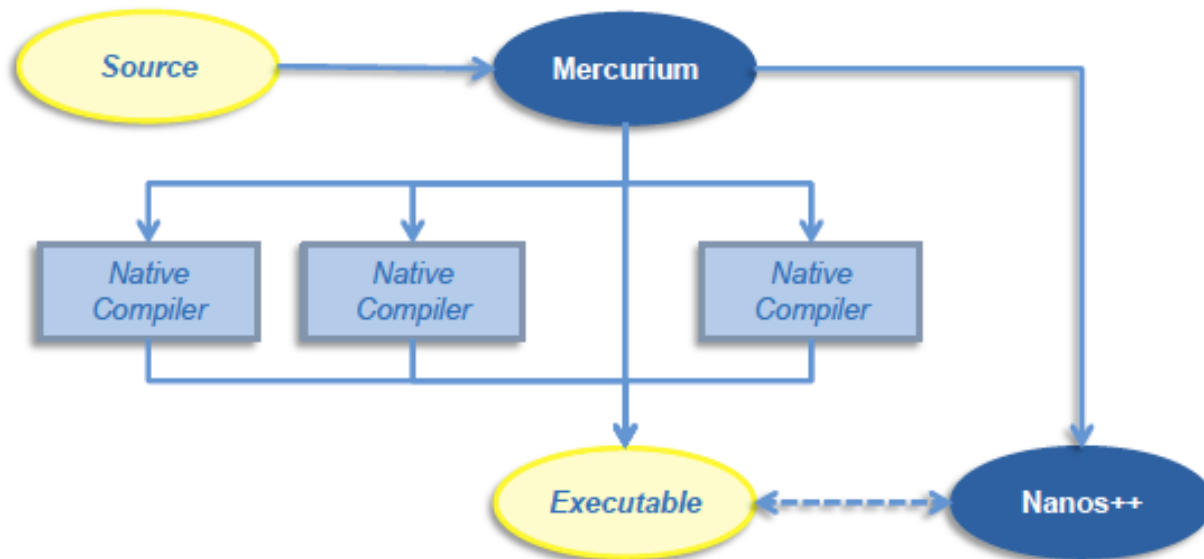 Source
Mercurium
Native
Compiler
Native
Compiler
Native
Compiler
Executable
Nanos++